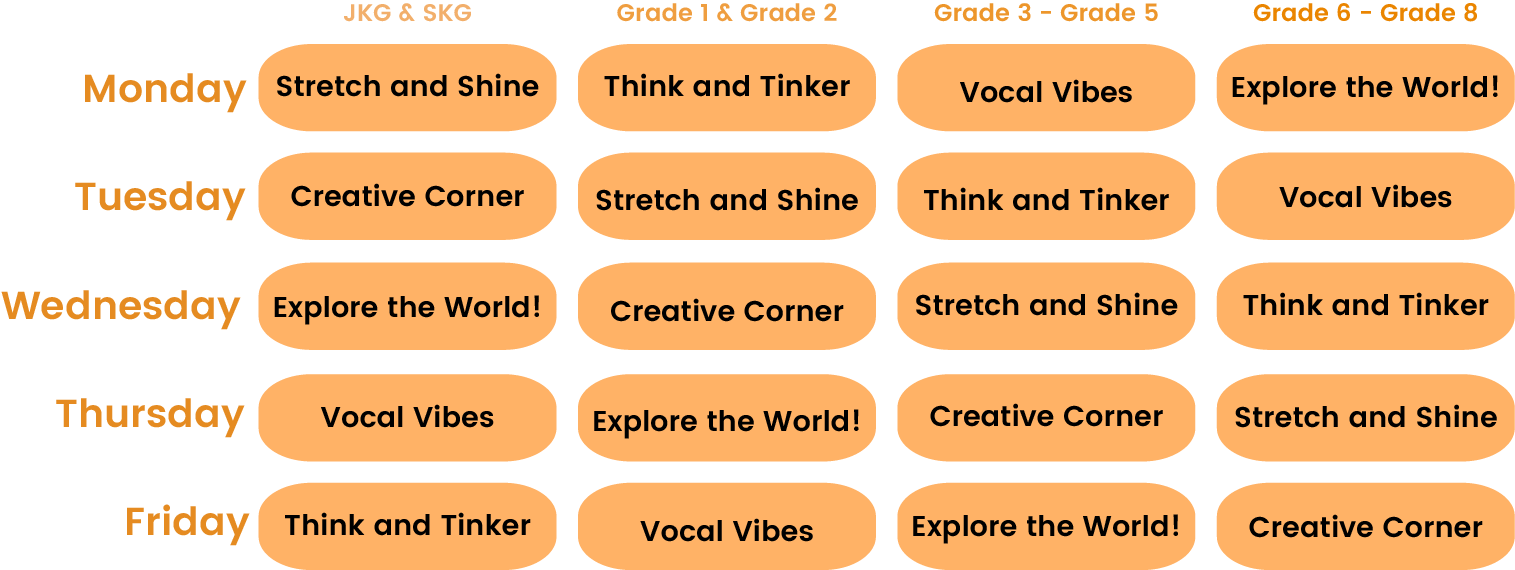 JKG & SKG Grade 1 & Grade 2 Grade 3 - Grade 5 Grade 6 - Grade 8
Monday Stretch and Shine Think and Tinker Vocal Vibes Explore the World!
Tuesday Creative Corner Stretch and Shine Think and Tinker Vocal Vibes
Wednesday Explore the World! Creative Corner Stretch and Shine Think and Tinker
Thursday Vocal Vibes Explore the World! Creative Corner Stretch and Shine
Friday Think and Tinker Vocal Vibes Explore the World! Creative Corner